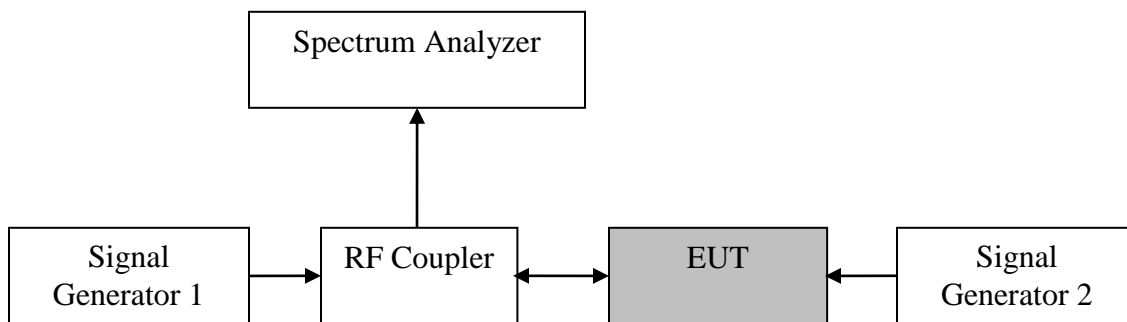 Spectrum Analyzer
Signal
Generator 1
RF Coupler
EUT
Signal
Generator 2